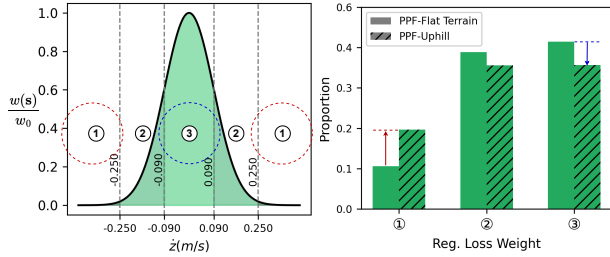 1.0
0.8
0.6
0.4
0.2
0.0
w(s)
w₀
① ② ③ ② ①
-0.250
-0.090
0.090
0.250
-0.250 -0.090 0.090 0.250
ż(m/s)
0.6
0.4
0.3
0.2
0.1
0.0
Proportion
PPF-Flat Terrain
PPF-Uphill
① ② ③
Reg. Loss Weight